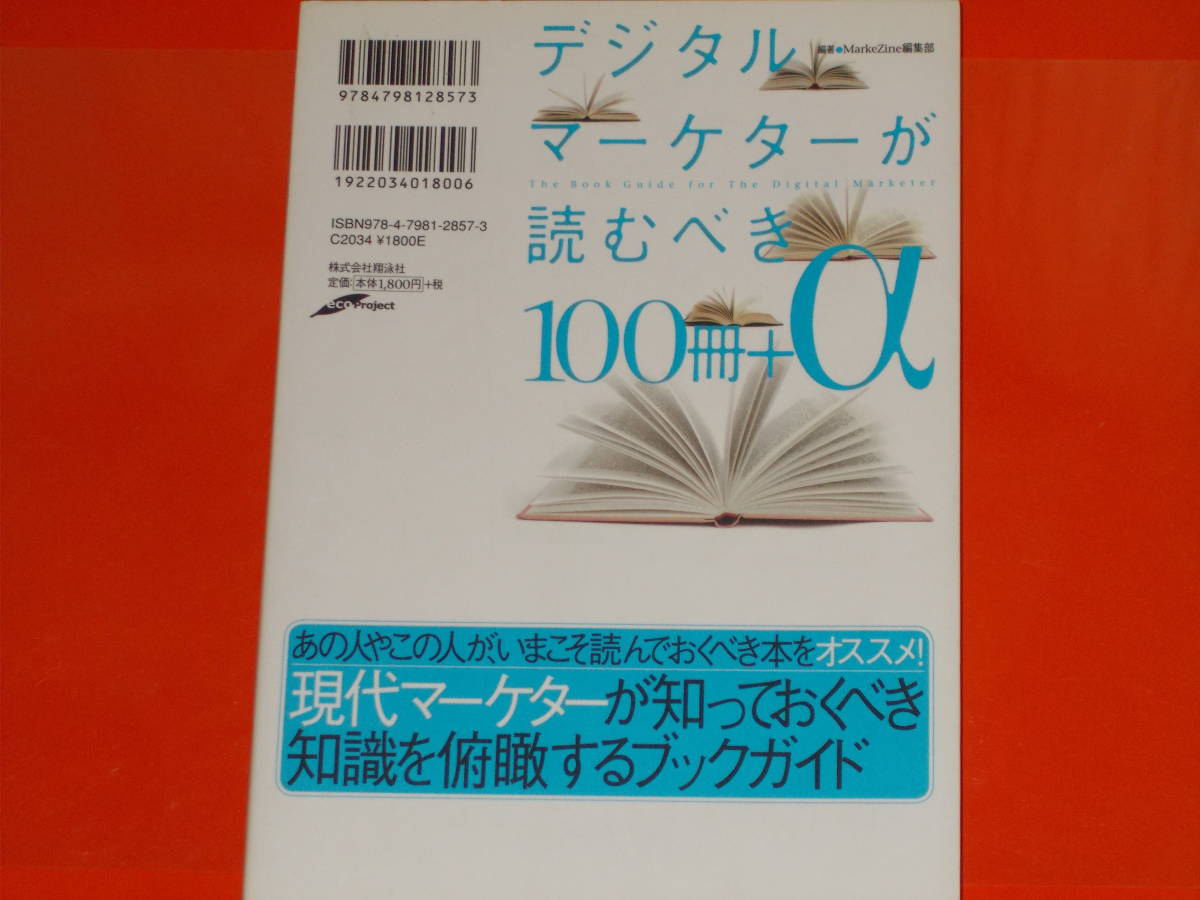 9784798128573
1922034018006
ISBN978-4-7981-2857-3
C2034 ¥1800E
株式会社翔泳社
定価:本体1,800円+税
eco Project
編著●MarkeZine編集部
デジタル
マーケターが
The Book Guide for The Digital Marketer
読むべき
100冊+α
あの人やこの人が、いまこそ読んでおくべき本をオススメ!
現代マーケターが知っておくべき
知識を俯瞰するブックガイド